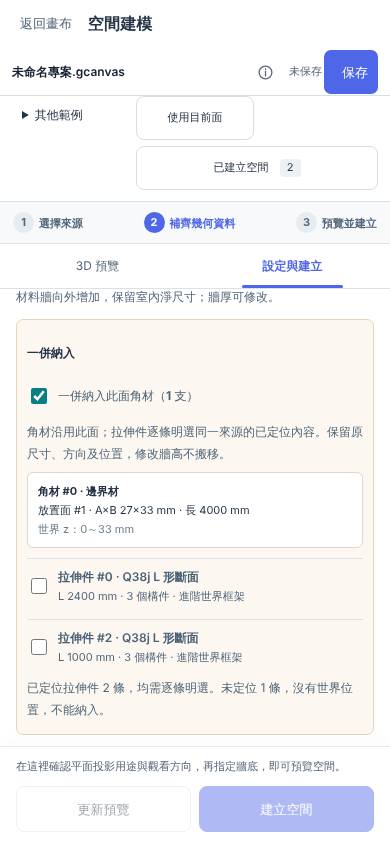 返回畫布 空間建模
未命名專案.gcanvas 未保存 保存
其他範例 使用目前面
已建立空間 2
1 選擇來源 2 補齊幾何資料 3 預覽並建立
3D 預覽 設定與建立
材料牆向外增加，保留室內淨尺寸；牆厚可修改。
一併納入
一併納入此面角材（1 支）
角材沿用此面；拉伸件逐條明選同一來源的已定位內容。保留原
尺寸、方向及位置，修改牆高不搬移。
角材 #0 · 邊界材
放置面 #1 · A×B 27×33 mm · 長 4000 mm
世界 z：0～33 mm
拉伸件 #0 · Q38j L 形斷面
L 2400 mm · 3 個構件 · 進階世界框架
拉伸件 #2 · Q38j L 形斷面
L 1000 mm · 3 個構件 · 進階世界框架
已定位拉伸件 2 條，均需逐條明選。未定位 1 條，沒有世界位
置，不能納入。
在這裡確認平面投影用途與觀看方向，再指定牆底，即可預覽空間。
更新預覽 建立空間